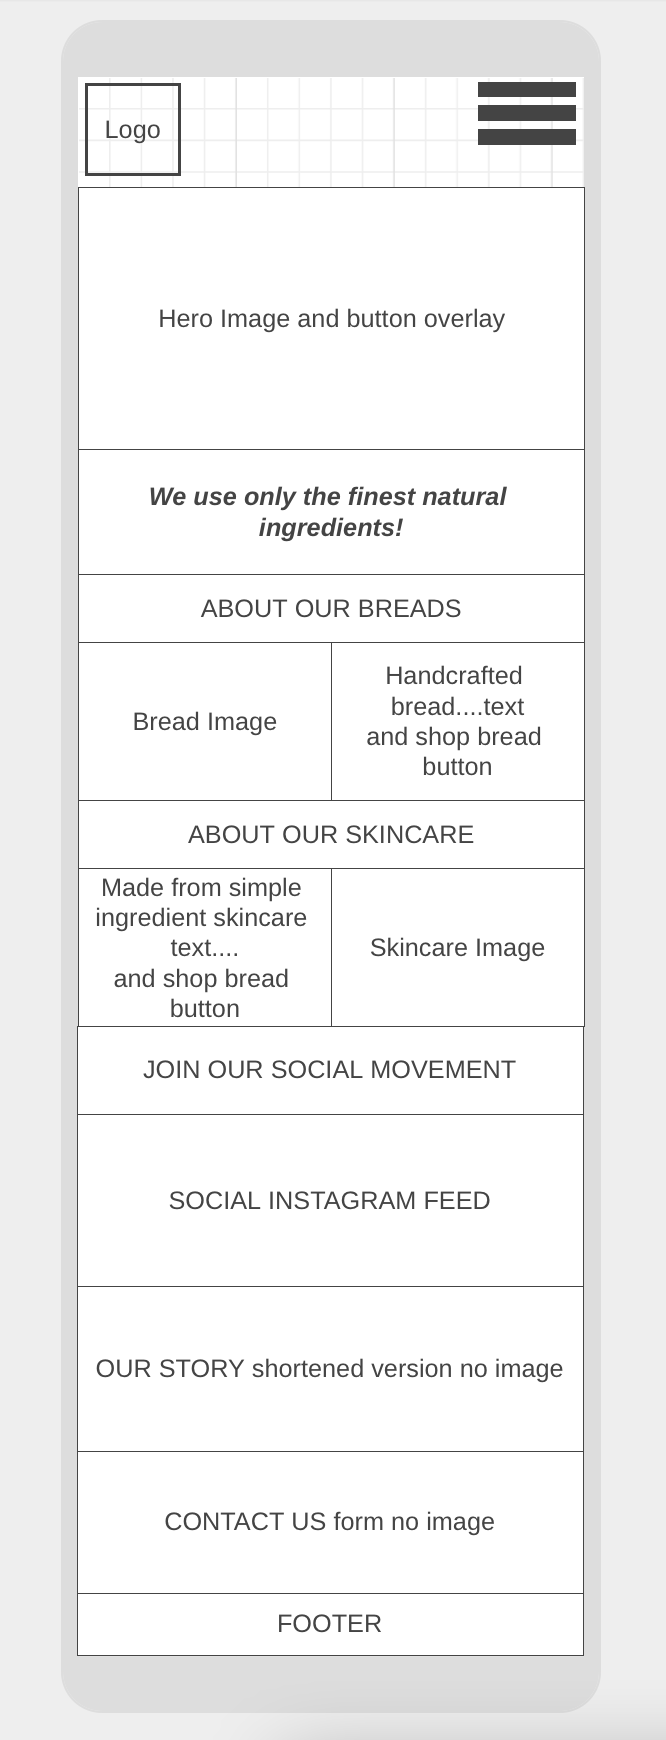 Logo
Hero Image and button overlay
We use only the finest natural
ingredients!
ABOUT OUR BREADS
Bread Image
Handcrafted
bread....text
and shop bread
button
ABOUT OUR SKINCARE
Made from simple
ingredient skincare
text....
and shop bread
button
Skincare Image
JOIN OUR SOCIAL MOVEMENT
SOCIAL INSTAGRAM FEED
OUR STORY shortened version no image
CONTACT US form no image
FOOTER